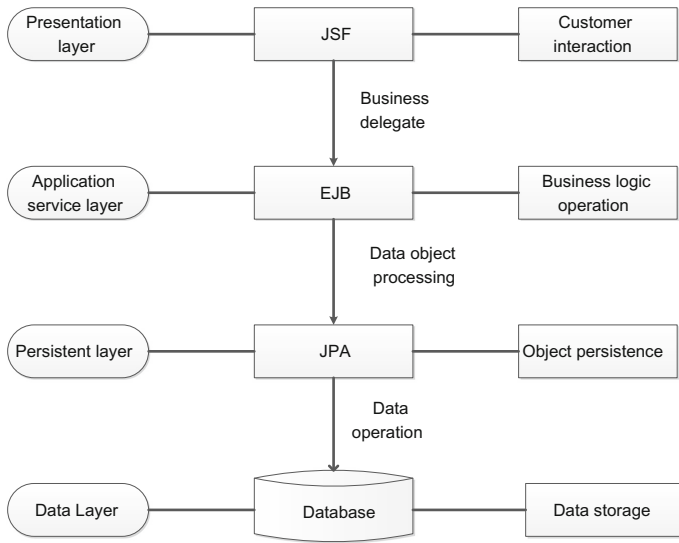 Presentation
layer
JSF
Customer
interaction
Business
delegate
Application
service layer
EJB
Business logic
operation
Data object
processing
Persistent layer
JPA
Object persistence
Data
operation
Data Layer
Database
Data storage